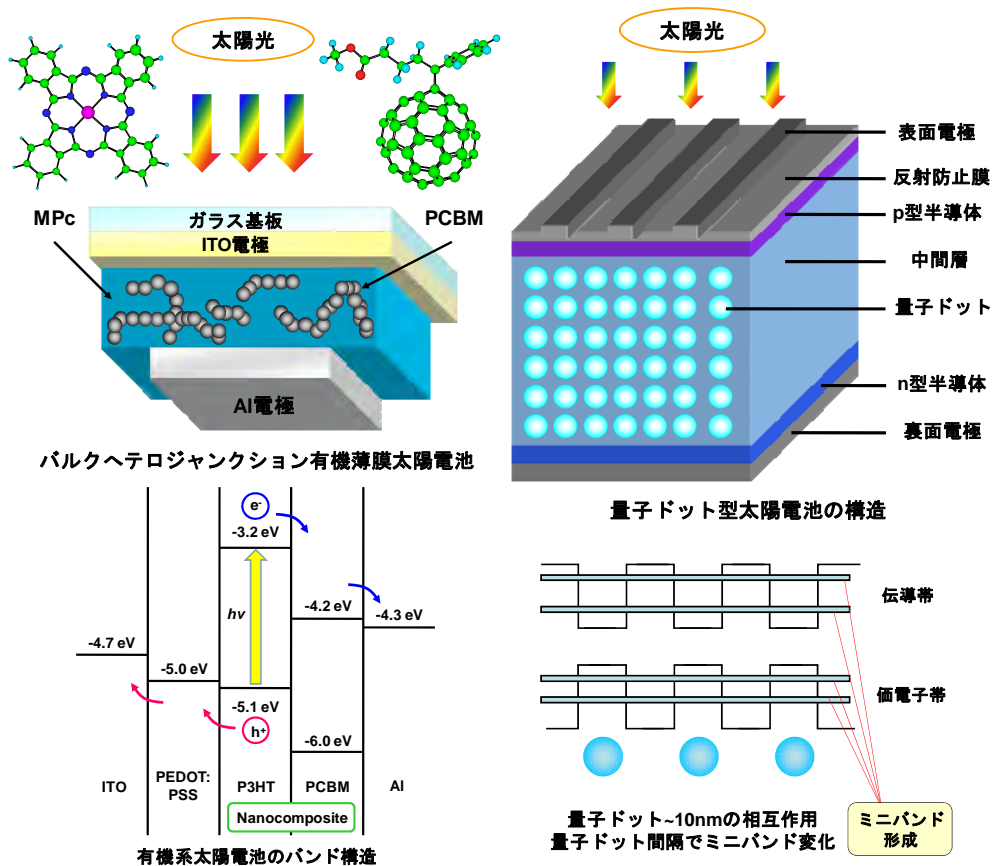 太陽光
MPc
PCBM
ガラス基板
ITO電極
Al電極
バルクヘテロジャンクション有機薄膜太陽電池
e-
-3.2 eV
hν
-4.2 eV
-4.3 eV
-4.7 eV
-5.0 eV
-5.1 eV
h+
-6.0 eV
ITO
PEDOT:
PSS
P3HT
PCBM
Al
Nanocomposite
有機系太陽電池のバンド構造
太陽光
表面電極
反射防止膜
p型半導体
中間層
量子ドット
n型半導体
裏面電極
量子ドット型太陽電池の構造
伝導帯
価電子帯
量子ドット~10nmの相互作用
量子ドット間隔でミニバンド変化
ミニバンド
形成